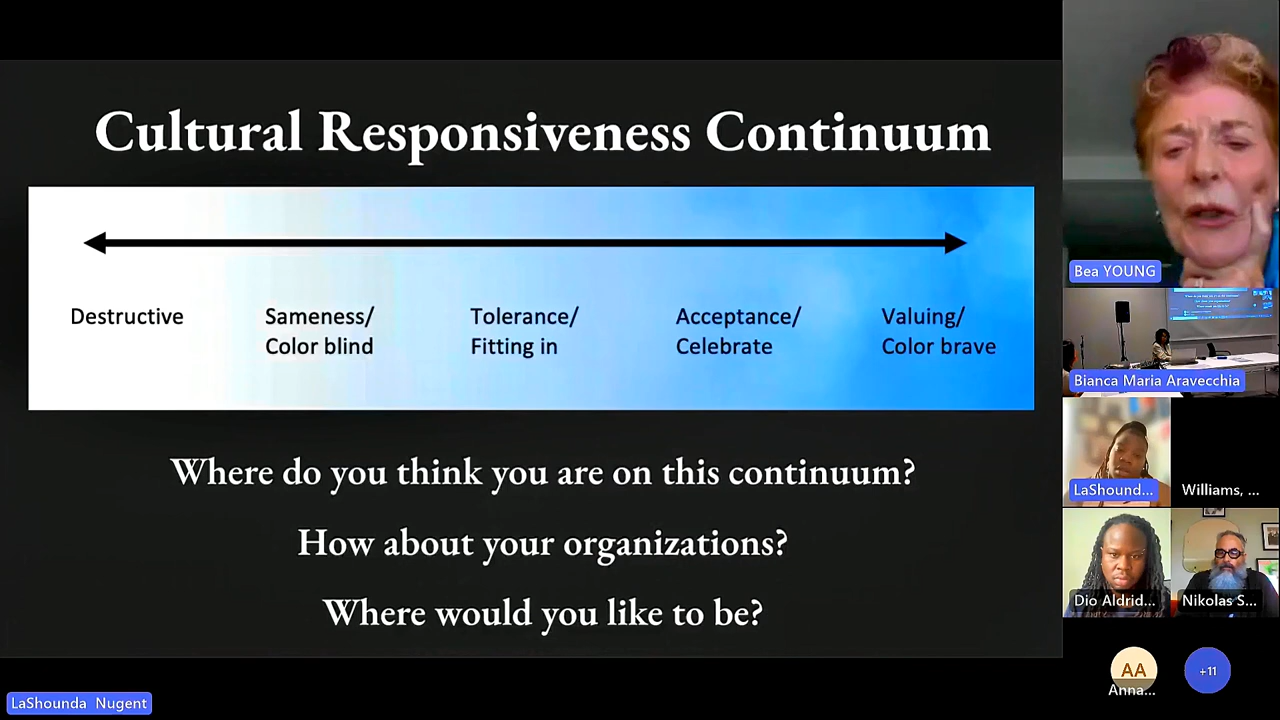 Cultural Responsiveness Continuum
Destructive
Sameness/
Color blind
Tolerance/
Fitting in
Acceptance/
Celebrate
Valuing/
Color brave
Where do you think you are on this continuum?
How about your organizations?
Where would you like to be?
LaShounda Nugent
Bea YOUNG
Bianca Maria Aravecchia
LaShound...
Williams, ...
Dio Aldrid...
Nikolas S...
AA
Anna...
+11